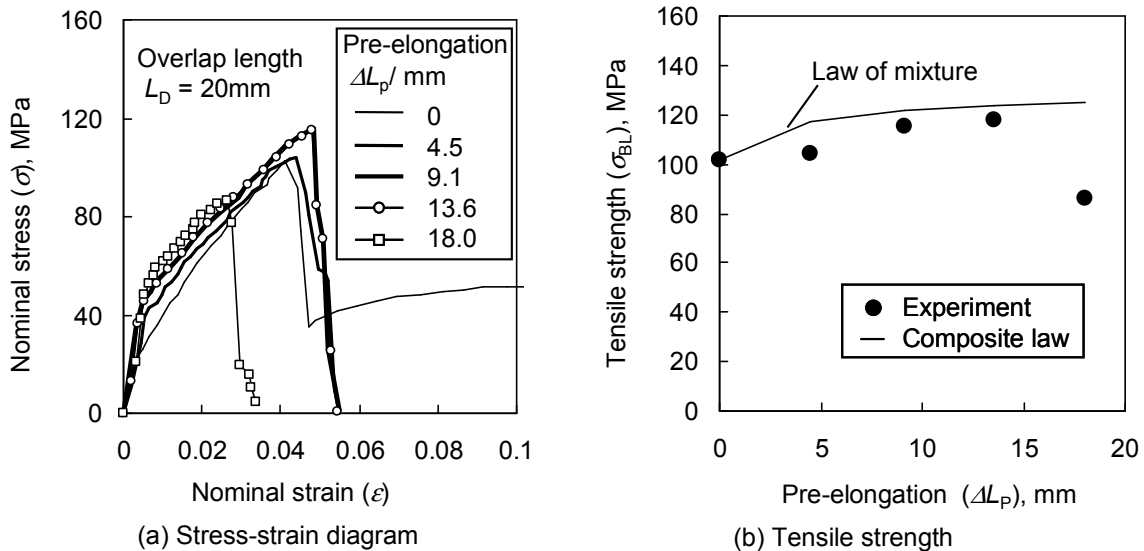 160
120
80
40
0
Nominal stress (σ), MPa
Overlap length
L_D = 20mm
Pre-elongation
ΔL_p/ mm
0
4.5
9.1
13.6
18.0
0 0.02 0.04 0.06 0.08 0.1
Nominal strain (ε)
(a) Stress-strain diagram
160
140
120
100
80
60
40
20
0
Tensile strength (σ_BL), MPa
Law of mixture
Experiment
Composite law
0 5 10 15 20
Pre-elongation (ΔL_P), mm
(b) Tensile strength